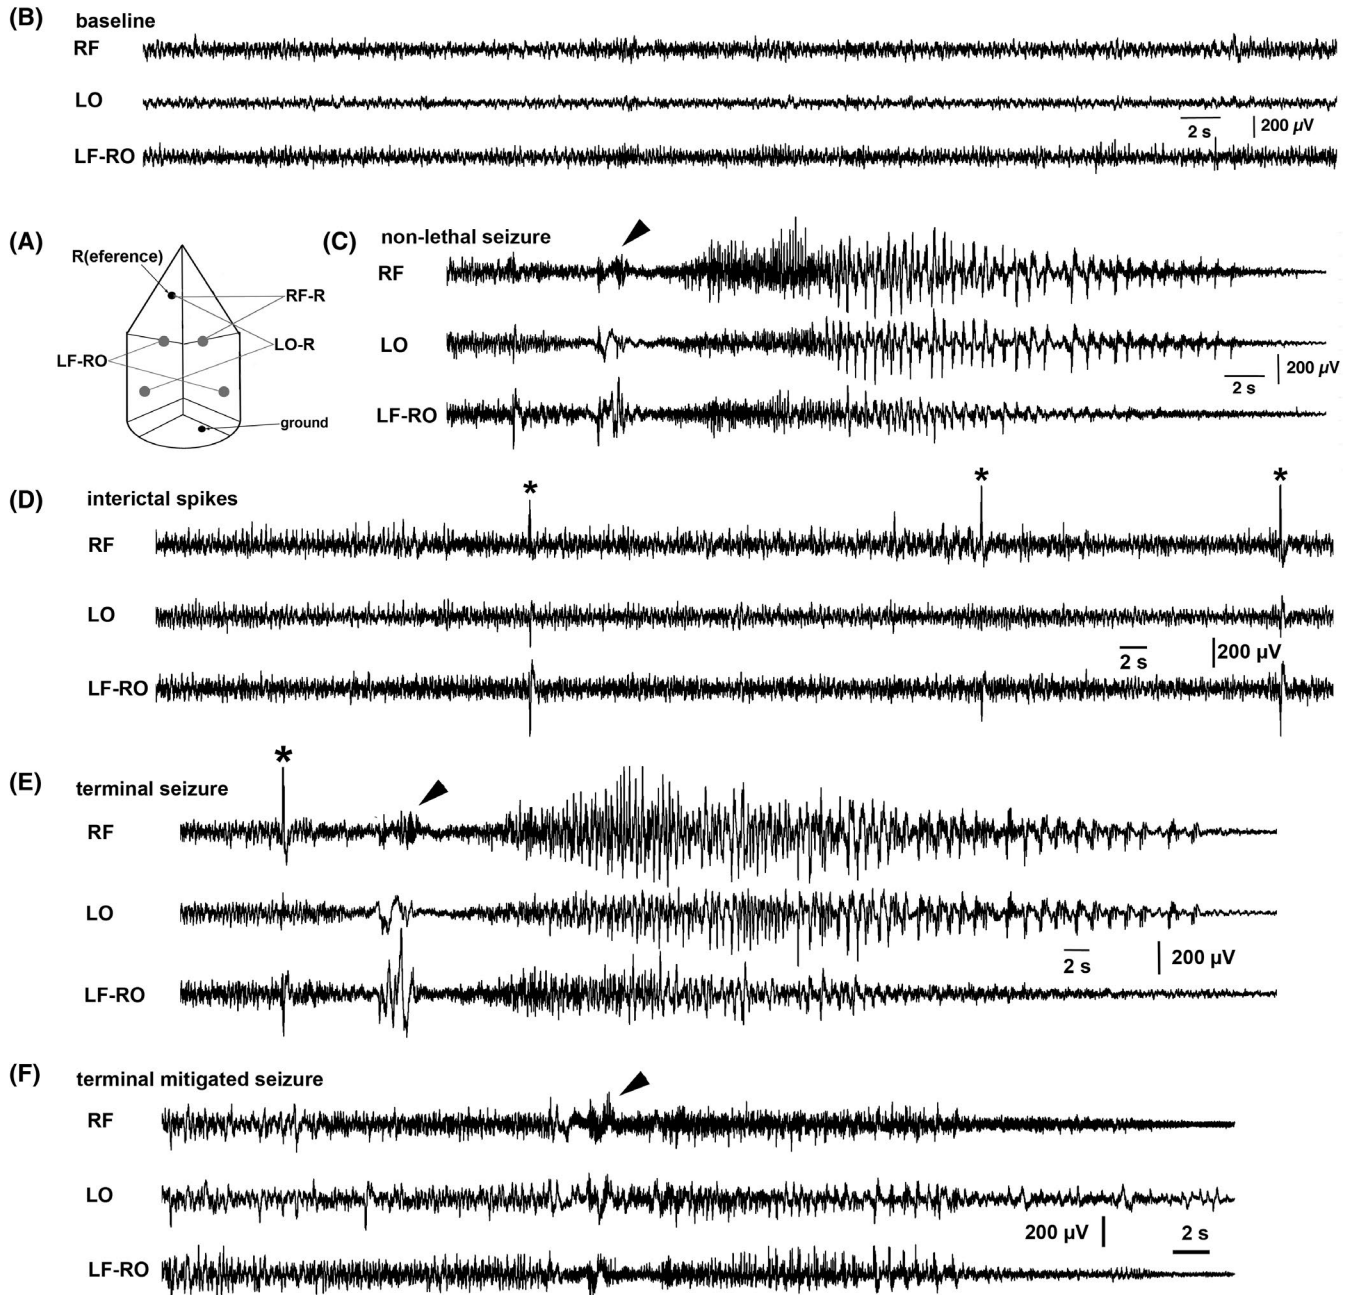 (B) baseline
RF
LO
2 s 200 µV
LF-RO
(A)
R(eference)
RF-R
LO-R
LF-RO
ground
(C) non-lethal seizure
RF
LO
200 µV
2 s
LF-RO
(D) interictal spikes
* * *
RF
LO
2 s 200 µV
LF-RO
(E) terminal seizure
*
RF
LO
2 s 200 µV
LF-RO
(F) terminal mitigated seizure
RF
LO
200 µV 2 s
LF-RO